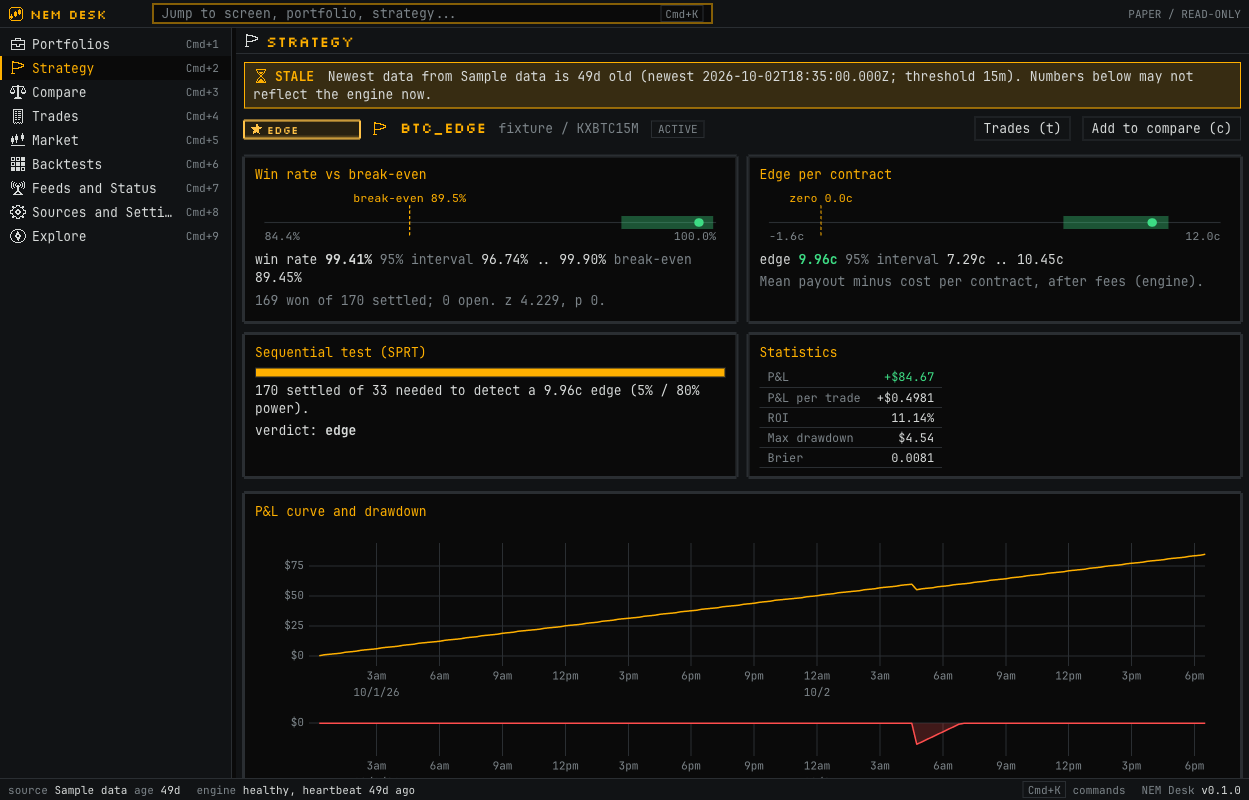 NEM DESK
Jump to screen, portfolio, strategy... Cmd+K
PAPER / READ-ONLY
Portfolios Cmd+1
Strategy Cmd+2
Compare Cmd+3
Trades Cmd+4
Market Cmd+5
Backtests Cmd+6
Feeds and Status Cmd+7
Sources and Setti… Cmd+8
Explore Cmd+9
STRATEGY
STALE Newest data from Sample data is 49d old (newest 2026-10-02T18:35:00.000Z; threshold 15m). Numbers below may not
reflect the engine now.
EDGE BTC_EDGE fixture / KXBTC15M ACTIVE Trades (t) Add to compare (c)
Win rate vs break-even
break-even 89.5%
84.4% 100.0%
win rate 99.41% 95% interval 96.74% .. 99.90% break-even
89.45%
169 won of 170 settled; 0 open. z 4.229, p 0.
Edge per contract
zero 0.0c
-1.6c 12.0c
edge 9.96c 95% interval 7.29c .. 10.45c
Mean payout minus cost per contract, after fees (engine).
Sequential test (SPRT)
170 settled of 33 needed to detect a 9.96c edge (5% / 80%
power).
verdict: edge
Statistics
P&L +$84.67
P&L per trade +$0.4981
ROI 11.14%
Max drawdown $4.54
Brier 0.0081
P&L curve and drawdown
$75
$50
$25
$0
3am 6am 9am 12pm 3pm 6pm 9pm 12am 3am 6am 9am 12pm 3pm 6pm
10/1/26 10/2
$0
3am 6am 9am 12pm 3pm 6pm 9pm 12am 3am 6am 9am 12pm 3pm 6pm
source Sample data age 49d engine healthy, heartbeat 49d ago Cmd+K commands NEM Desk v0.1.0